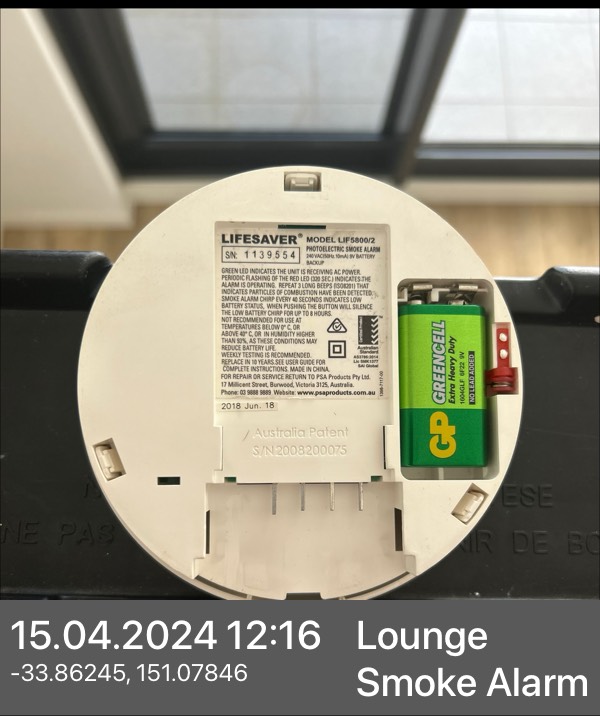 LIFESAVER® MODEL LIF5800/2
PHOTOELECTRIC SMOKE ALARM
S/N: 1139554
240VAC(50Hz 10mA) 9V BATTERY
BACKUP
GREEN LED INDICATES THE UNIT IS RECEIVING AC POWER.
PERIODIC FLASHING OF THE RED LED (320 SEC.) INDICATES THE
ALARM IS OPERATING. REPEAT 3 LONG BEEPS (ISO8201) THAT
INDICATES PARTICLES OF COMBUSTION HAVE BEEN DETECTED.
SMOKE ALARM CHIRP EVERY 40 SECONDS INDICATES LOW
BATTERY STATUS, WHEN PUSHING THE BUTTON WILL SILENCE
THE LOW BATTERY CHIRP FOR UP TO 8 HOURS.
NOT RECOMMENDED FOR USE AT
TEMPERATURES BELOW 0° C, OR
ABOVE 40° C, OR IN HUMIDITY HIGHER
THAN 93%, AS THESE CONDITIONS MAY
REDUCE BATTERY LIFE.
WEEKLY TESTING IS RECOMMENDED.
REPLACE IN 10 YEARS.SEE USER GUIDE FOR
COMPLETE INSTRUCTIONS. MADE IN CHINA.
Australian
Standard
AS3786-2014
SAI Global
FOR REPAIR OR SERVICE RETURN TO PSA Products Pty Ltd.
17 Millicent Street, Burwood, Victoria 3125, Australia.
Phone: 03 9888 9889 Website: www.psaproducts.com.au
2018 Jun. 18
Australia Patent
S/N2008200075
GP GREENCELL
Extra Heavy Duty
1604GLF 6F22 9V
NO LEAD ADDED
ESE
NE PAS
IR DE BO
15.04.2024 12:16
-33.86245, 151.07846
Lounge
Smoke Alarm